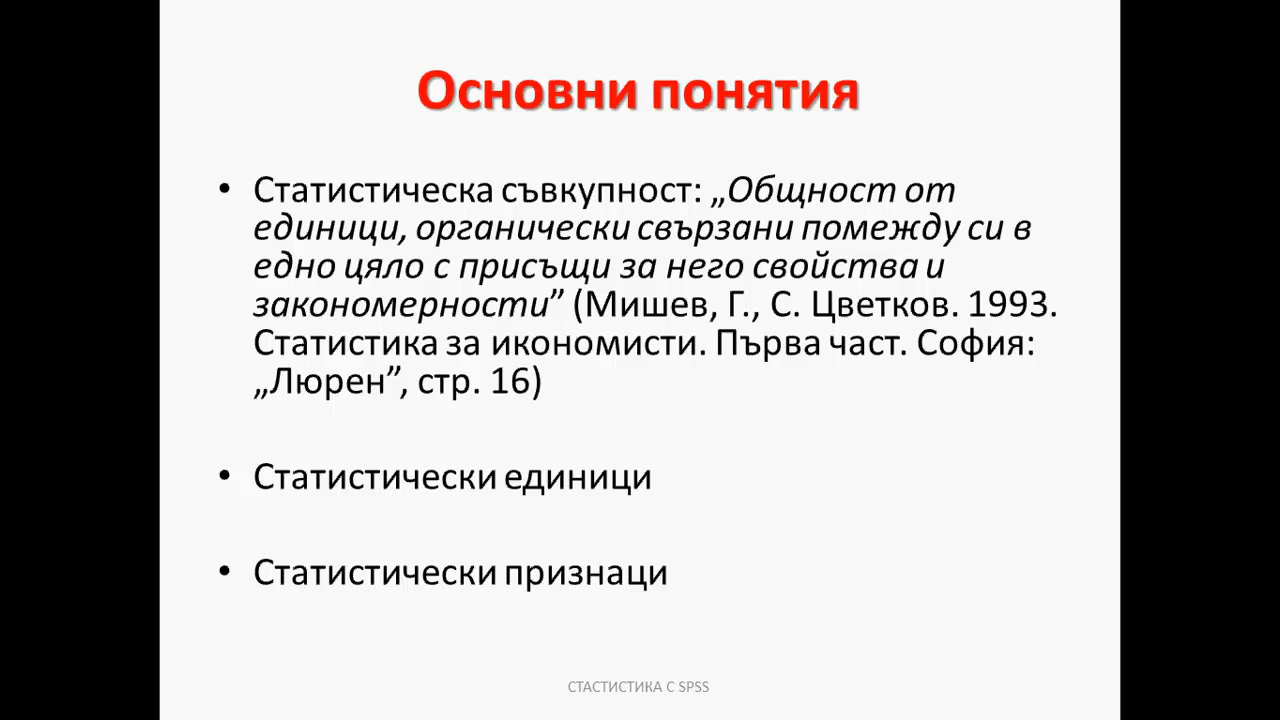 Основни понятия
• Статистическа съвкупност: „Общност от
единици, органически свързани помежду си в
едно цяло с присъщи за него свойства и
закономерности” (Мишев, Г., С. Цветков. 1993.
Статистика за икономисти. Първа част. София:
„Люрен”, стр. 16)
• Статистически единици
• Статистически признаци
СТАСТИСТИКА С SPSS